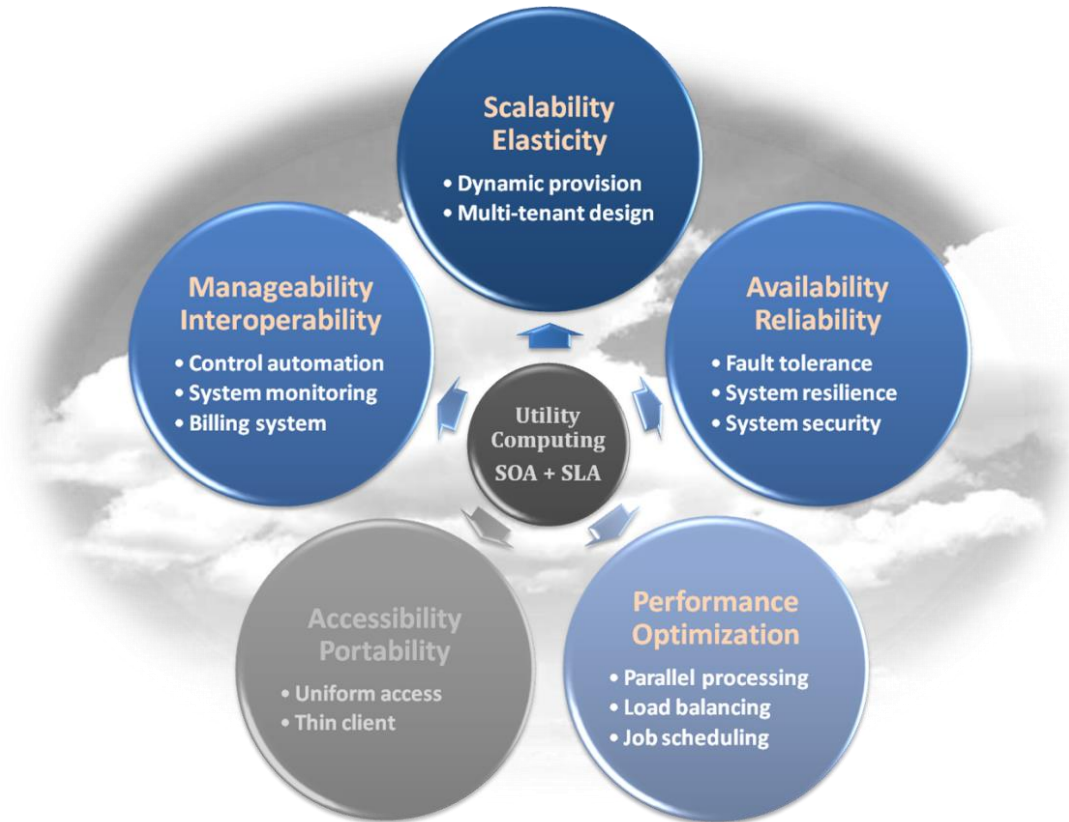 Scalability
Elasticity
• Dynamic provision
• Multi-tenant design
Manageability
Interoperability
• Control automation
• System monitoring
• Billing system
Availability
Reliability
• Fault tolerance
• System resilience
• System security
Utility
Computing
SOA + SLA
Accessibility
Portability
• Uniform access
• Thin client
Performance
Optimization
• Parallel processing
• Load balancing
• Job scheduling